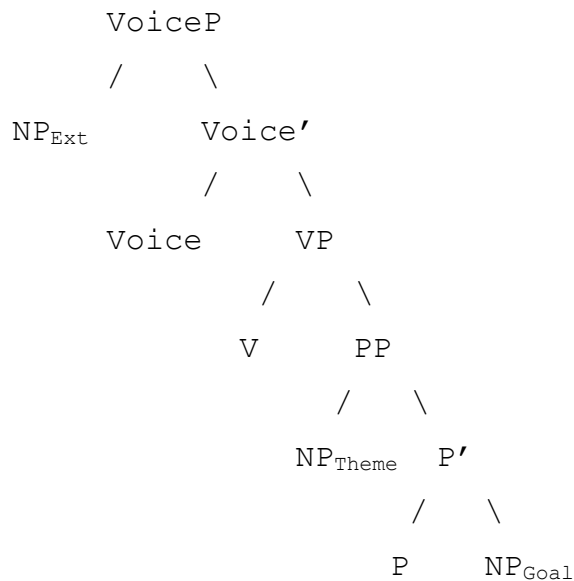 VoiceP
/ \
NP_Ext Voice’
/ \
Voice VP
/ \
V PP
/ \
NP_Theme P’
/ \
P NP_Goal